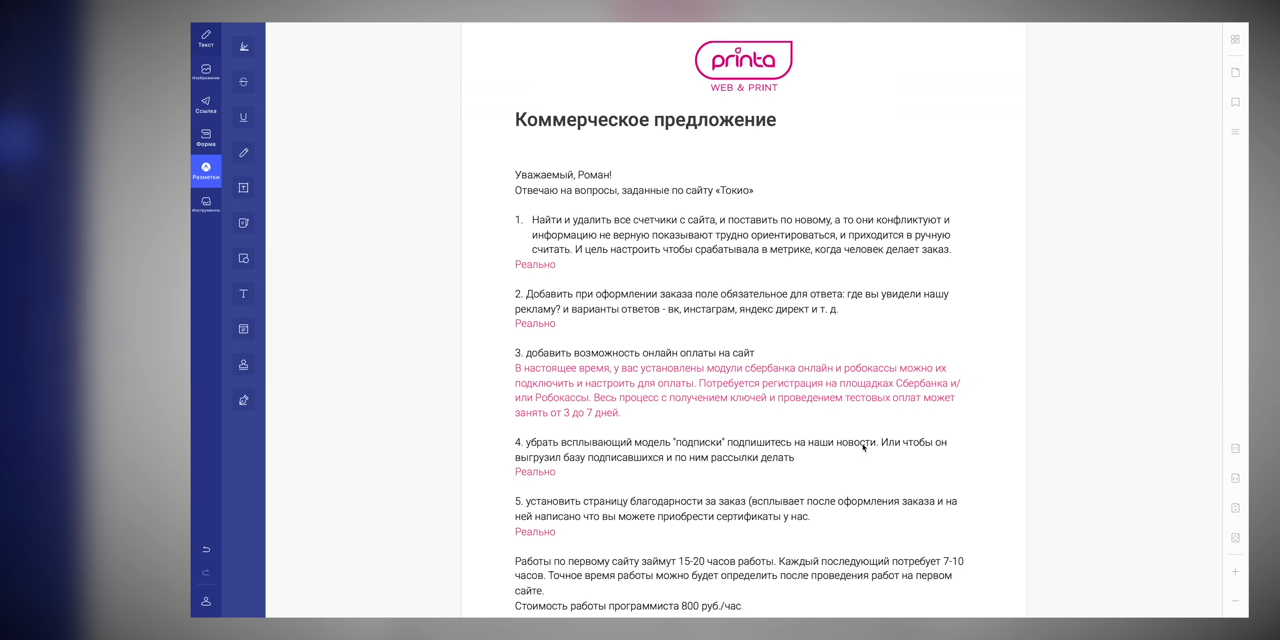 Текст
Изображение
Ссылка
Форма
Разметки
Инструменты
printa
WEB & PRINT
Коммерческое предложение
Уважаемый, Роман!
Отвечаю на вопросы, заданные по сайту «Токио»
1. Найти и удалить все счетчики с сайта, и поставить по новому, а то они конфликтуют и
информацию не верную показывают трудно ориентироваться, и приходится в ручную
считать. И цель настроить чтобы срабатывала в метрике, когда человек делает заказ.
Реально
2. Добавить при оформлении заказа поле обязательное для ответа: где вы увидели нашу
рекламу? и варианты ответов - вк, инстаграм, яндекс директ и т. д.
Реально
3. добавить возможность онлайн оплаты на сайт
В настоящее время, у вас установлены модули сбербанка онлайн и робокассы можно их
подключить и настроить для оплаты. Потребуется регистрация на площадках Сбербанка и/
или Робокассы. Весь процесс с получением ключей и проведением тестовых оплат может
занять от 3 до 7 дней.
4. убрать всплывающий модель "подписки" подпишитесь на наши новости. Или чтобы он
выгрузил базу подписавшихся и по ним рассылки делать
Реально
5. установить страницу благодарности за заказ (всплывает после оформления заказа и на
ней написано что вы можете приобрести сертификаты у нас.
Реально
Работы по первому сайту займут 15-20 часов работы. Каждый последующий потребует 7-10
часов. Точное время работы можно будет определить после проведения работ на первом
сайте.
Стоимость работы программиста 800 руб./час